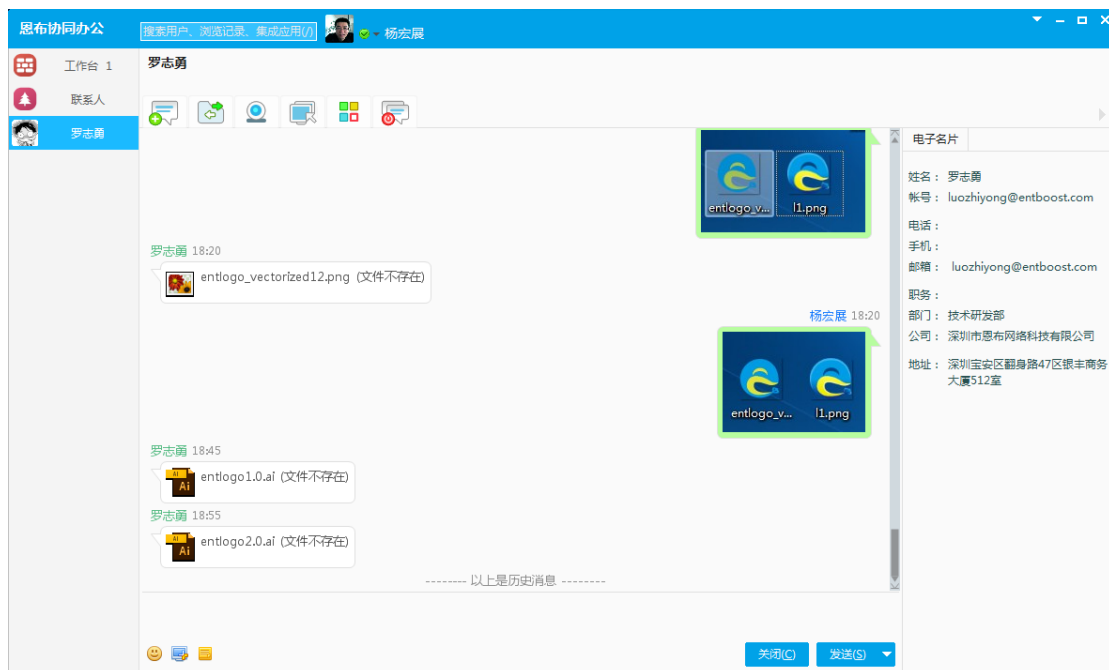 恩布协同办公
搜索用户、浏览记录、集成应用(/)
杨宏展
工作台 1
联系人
罗志勇
罗志勇
entlogo_v...
l1.png
罗志勇 18:20
entlogo_vectorized12.png (文件不存在)
杨宏展 18:20
entlogo_v...
l1.png
罗志勇 18:45
Ai
Ai
entlogo1.0.ai (文件不存在)
罗志勇 18:55
Ai
Ai
entlogo2.0.ai (文件不存在)
-------- 以上是历史消息 --------
关闭(C)
发送(S)
电子名片
姓名： 罗志勇
帐号： luozhiyong@entboost.com
电话：
手机：
邮箱： luozhiyong@entboost.com
职务：
部门： 技术研发部
公司： 深圳市恩布网络科技有限公司
地址： 深圳宝安区翻身路47区银丰商务
大厦512室